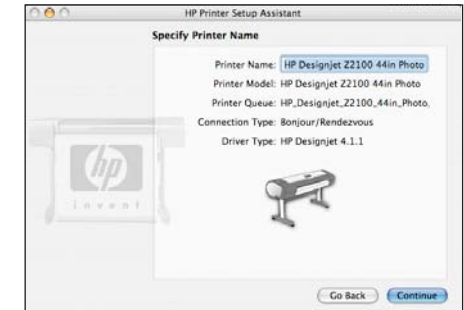 HP Printer Setup Assistant
Specify Printer Name
Printer Name: HP Designjet Z2100 44in Photo
Printer Model: HP Designjet Z2100 44in Photo
Printer Queue: HP_Designjet_Z2100_44in_Photo,
Connection Type: Bonjour/Rendezvous
Driver Type: HP Designjet 4.1.1
hp
invent
Go Back
Continue